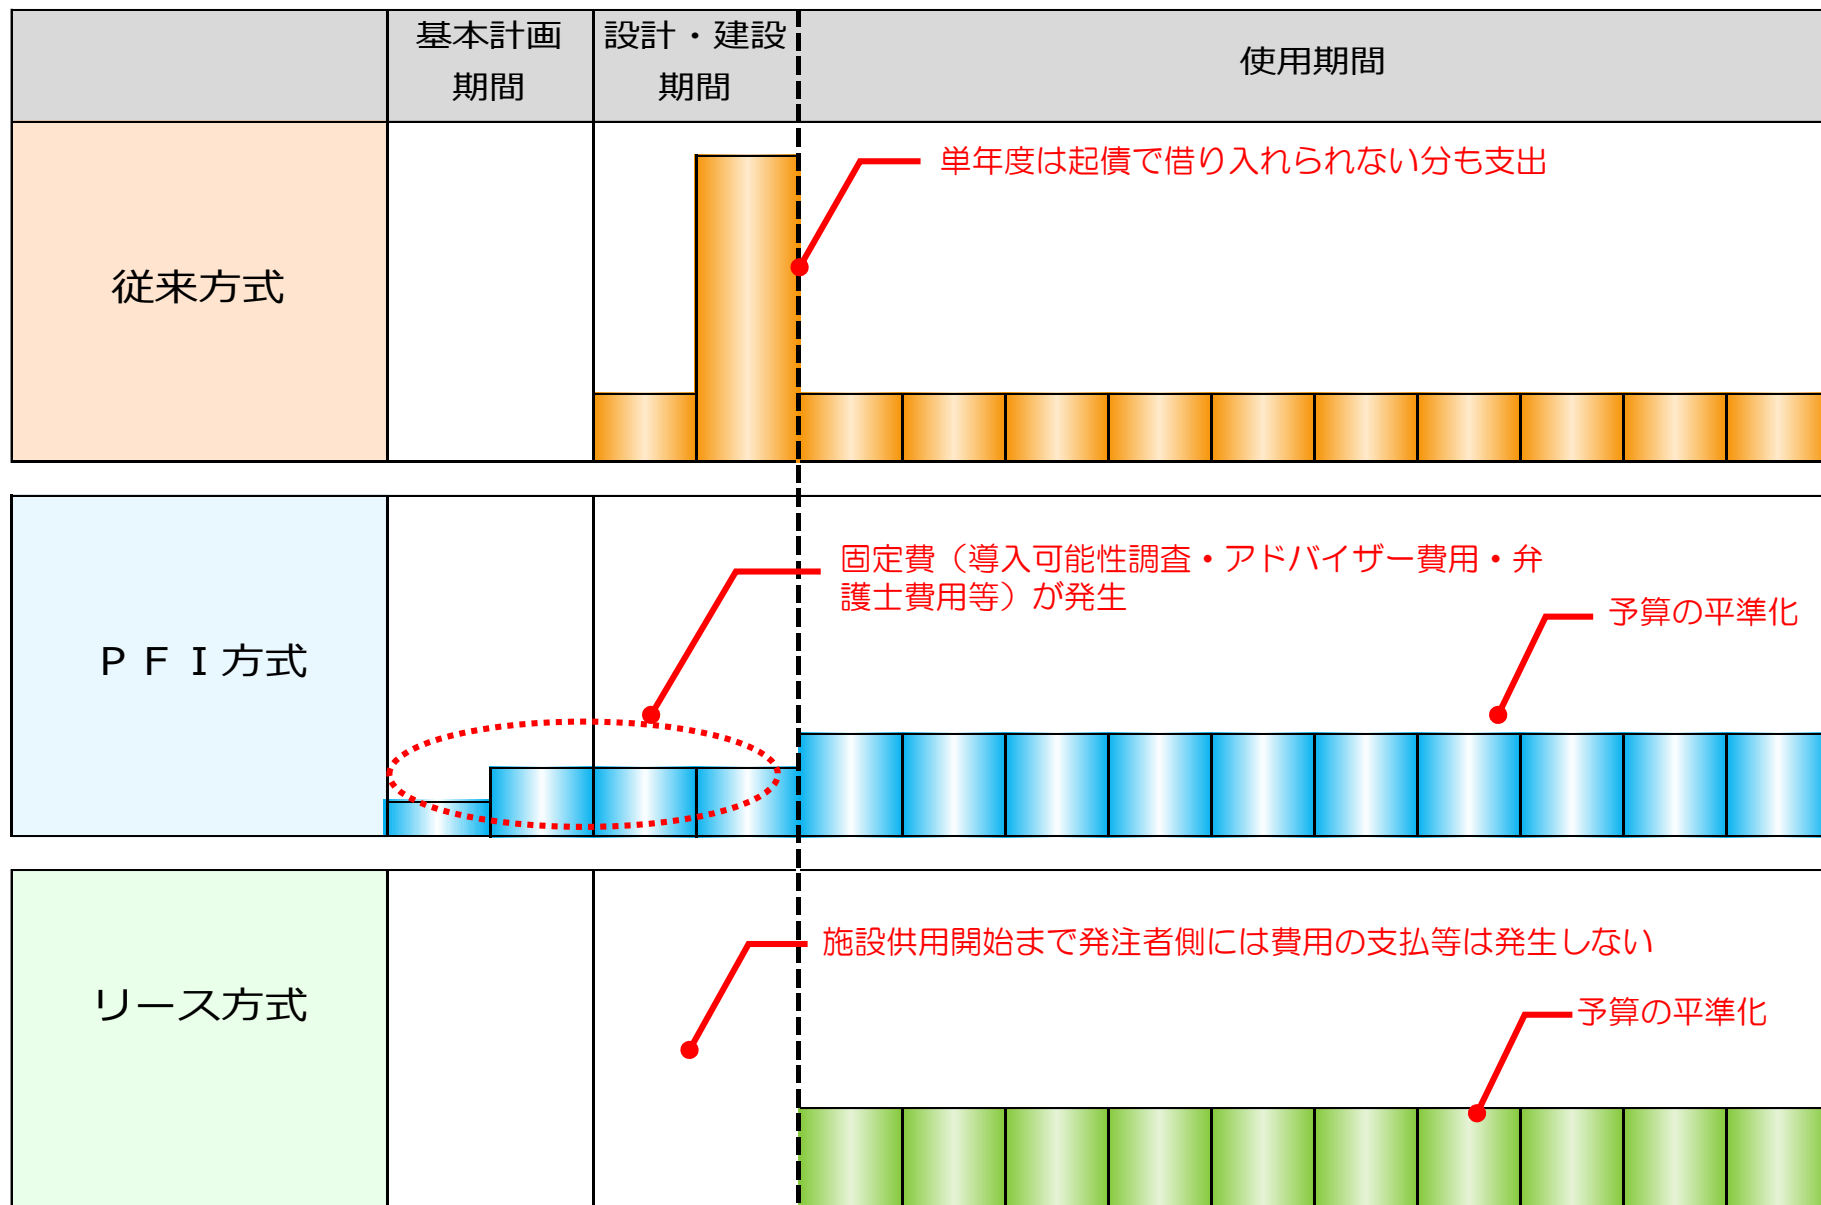 基本計画
期間
設計・建設
期間
使用期間
従来方式
単年度は起債で借り入れられない分も支出
ＰＦＩ方式
固定費（導入可能性調査・アドバイザー費用・弁
護士費用等）が発生
予算の平準化
リース方式
施設供用開始まで発注者側には費用の支払等は発生しない
予算の平準化